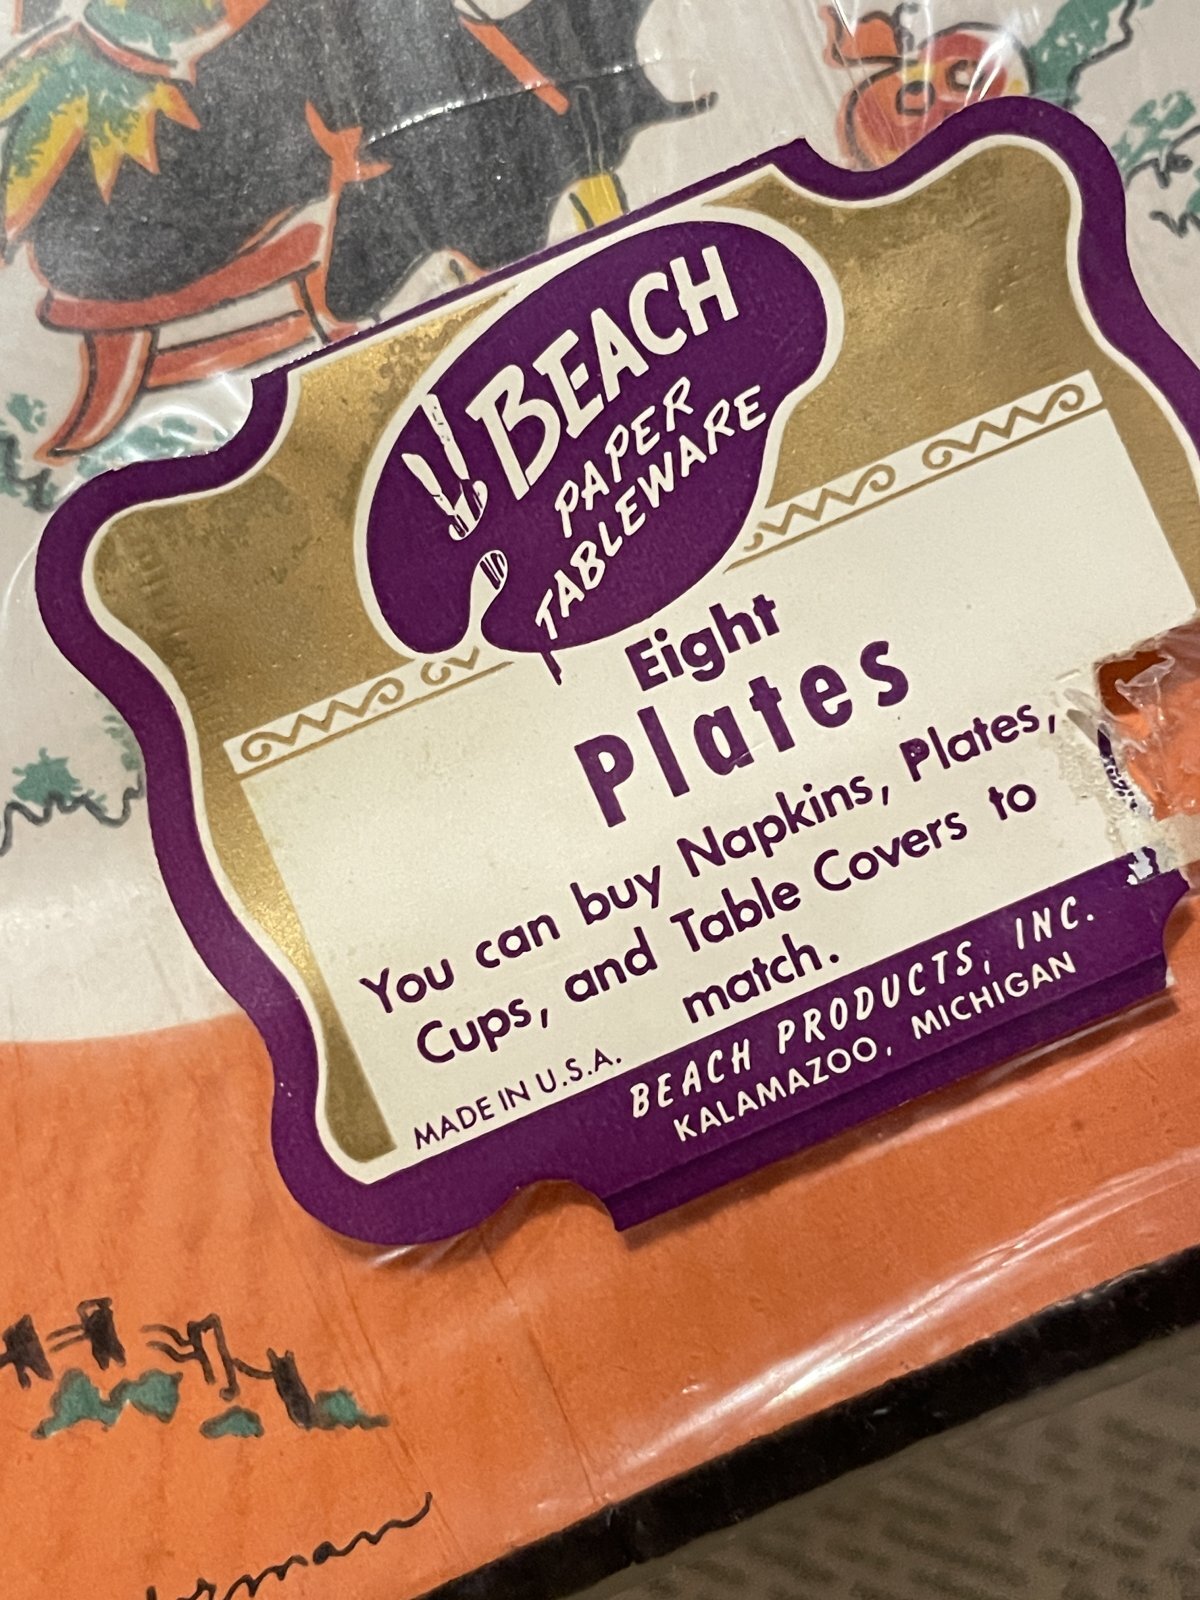 BEACH
PAPER
TABLEWARE
Eight
Plates
You can buy Napkins, Plates,
Cups, and Table Covers to
match.
MADE IN U.S.A.
BEACH PRODUCTS, INC.
KALAMAZOO, MICHIGAN